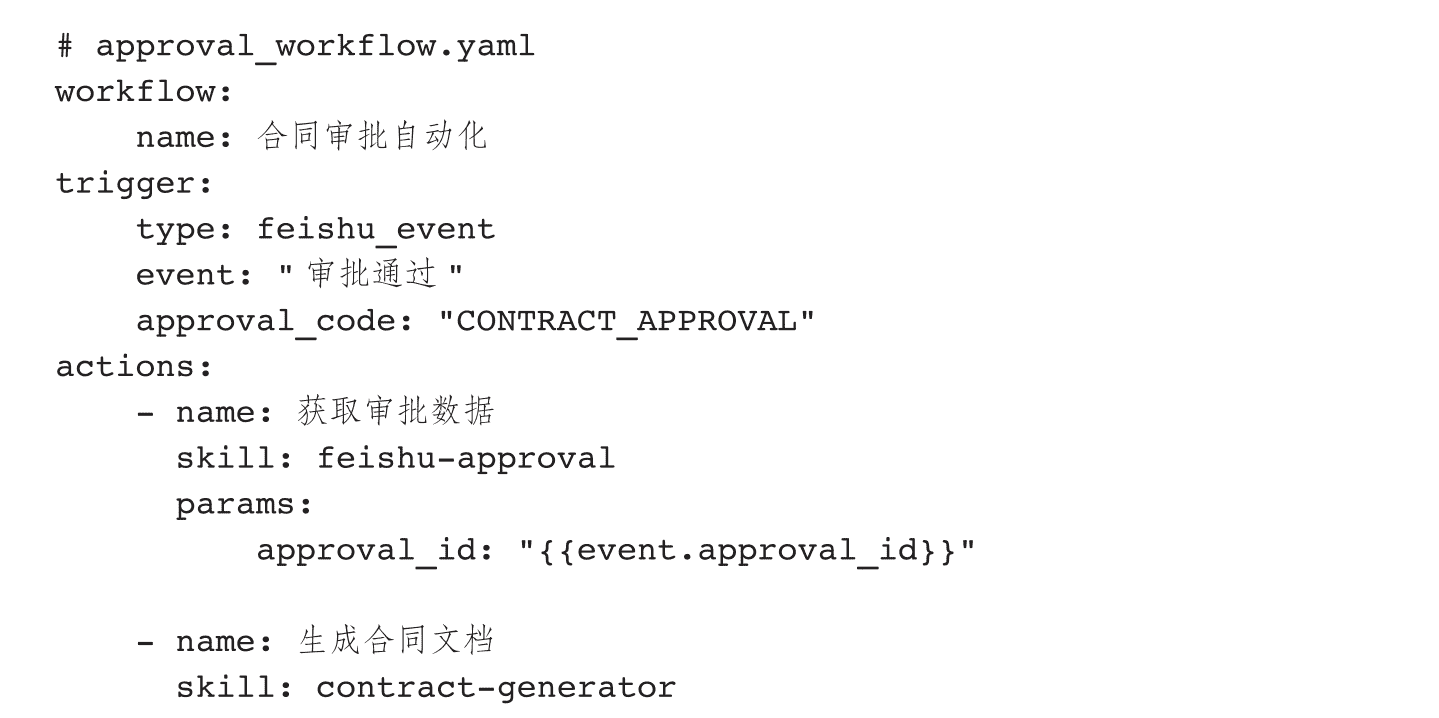 # approval_workflow.yaml
workflow:
    name: 合同审批自动化
trigger:
    type: feishu_event
    event: "审批通过"
    approval_code: "CONTRACT_APPROVAL"
actions:
    - name: 获取审批数据
      skill: feishu-approval
      params:
          approval_id: "{{event.approval_id}}"

    - name: 生成合同文档
      skill: contract-generator